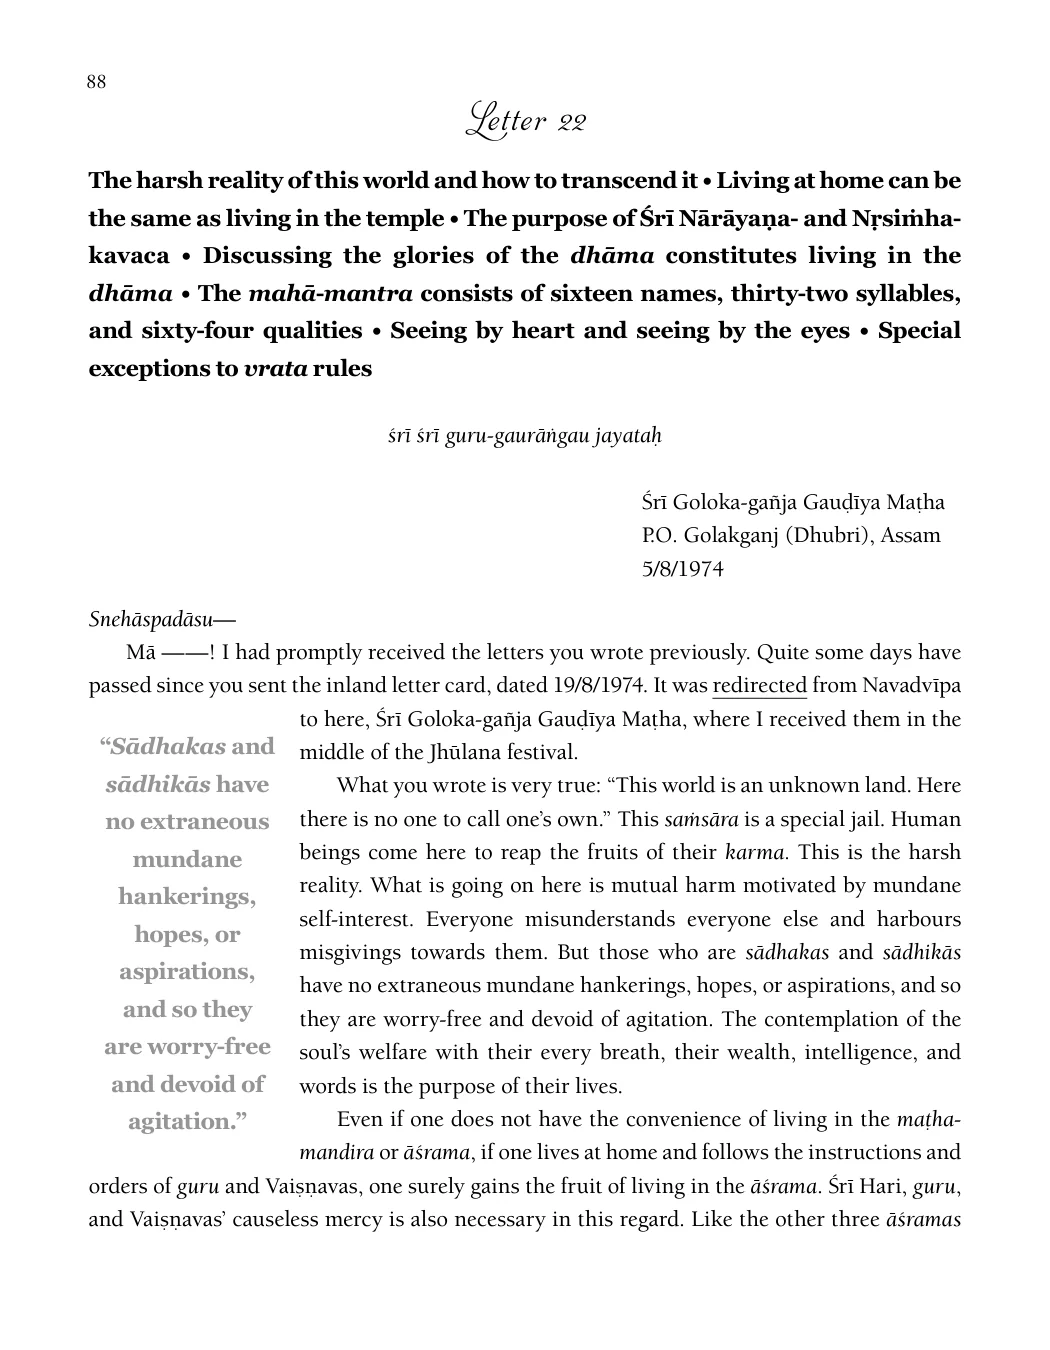 88
Letter 22
The harsh reality of this world and how to transcend it • Living at home can be
the same as living in the temple • The purpose of Śrī Nārāyaṇa- and Nṛsiṁha-
kavaca • Discussing the glories of the dhāma constitutes living in the
dhāma • The mahā-mantra consists of sixteen names, thirty-two syllables,
and sixty-four qualities • Seeing by heart and seeing by the eyes • Special
exceptions to vrata rules
śrī śrī guru-gaurāṅgau jayataḥ
Śrī Goloka-gañja Gauḍīya Maṭha
P.O. Golakganj (Dhubri), Assam
5/8/1974
Snehāspadāsu—
Mā ——! I had promptly received the letters you wrote previously. Quite some days have
passed since you sent the inland letter card, dated 19/8/1974. It was redirected from Navadvīpa
to here, Śrī Goloka-gañja Gauḍīya Maṭha, where I received them in the
middle of the Jhūlana festival.
What you wrote is very true: “This world is an unknown land. Here
there is no one to call one’s own.” This saṁsāra is a special jail. Human
beings come here to reap the fruits of their karma. This is the harsh
reality. What is going on here is mutual harm motivated by mundane
self-interest. Everyone misunderstands everyone else and harbours
misgivings towards them. But those who are sādhakas and sādhikās
have no extraneous mundane hankerings, hopes, or aspirations, and so
they are worry-free and devoid of agitation. The contemplation of the
soul’s welfare with their every breath, their wealth, intelligence, and
words is the purpose of their lives.
“Sādhakas and
sādhikās have
no extraneous
mundane
hankerings,
hopes, or
aspirations,
and so they
are worry-free
and devoid of
agitation.”
Even if one does not have the convenience of living in the maṭha-
mandira or āśrama, if one lives at home and follows the instructions and
orders of guru and Vaiṣṇavas, one surely gains the fruit of living in the āśrama. Śrī Hari, guru,
and Vaiṣṇavas’ causeless mercy is also necessary in this regard. Like the other three āśramas